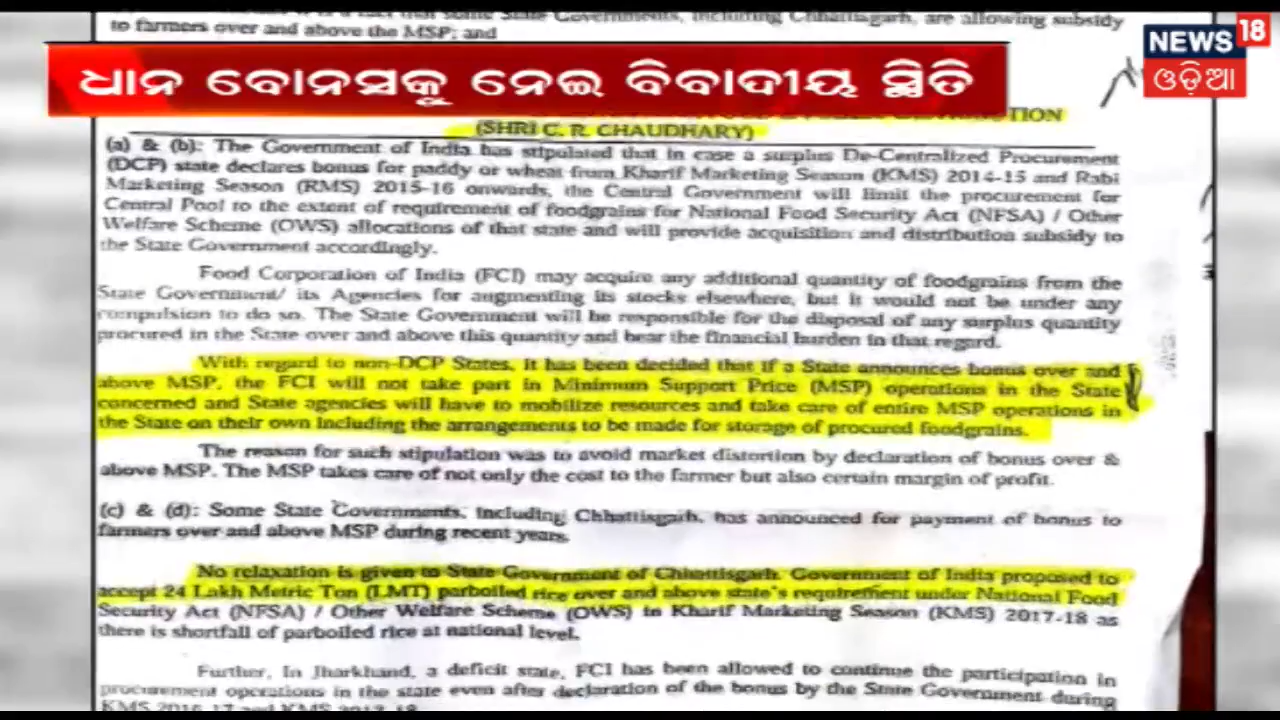 to farmers over and above the MSP; and
NEWS 18
ଓଡ଼ିଆ
ଧାନ ବୋନସକୁ ନେଇ ବିବାଦୀୟ ସ୍ଥିତି
(SHRI C. R. CHAUDHARY)
(a) & (b): The Government of India has stipulated that in case a surplus De-Centralized Procurement
(DCP) state declares bonus for paddy or wheat from Kharif Marketing Season (KMS) 2014-15 and Rabi
Marketing Season (RMS) 2015-16 onwards, the Central Government will limit the procurement for
Central Pool to the extent of requirement of foodgrains for National Food Security Act (NFSA) / Other
Welfare Scheme (OWS) allocations of that state and will provide acquisition and distribution subsidy to
the State Government accordingly.
Food Corporation of India (FCI) may acquire any additional quantity of foodgrains from the
State Government/ its Agencies for augmenting its stocks elsewhere, but it would not be under any
compulsion to do so. The State Government will be responsible for the disposal of any surplus quantity
procured in the State over and above this quantity and bear the financial burden in that regard.
With regard to non-DCP States, it has been decided that if a State announces bonus over and
above MSP, the FCI will not take part in Minimum Support Price (MSP) operations in the State
concerned and State agencies will have to mobilize resources and take care of entire MSP operations in
the State on their own including the arrangements to be made for storage of procured foodgrains.
The reason for such stipulation was to avoid market distortion by declaration of bonus over &
above MSP. The MSP takes care of not only the cost to the farmer but also certain margin of profit.
(c) & (d): Some State Governments, including Chhattisgarh, has announced for payment of bonus to
farmers over and above MSP during recent years.
No relaxation is given to State Government of Chhattisgarh. Government of India proposed to
accept 24 Lakh Metric Ton (LMT) parboiled rice over and above state's requirement under National Food
Security Act (NFSA) / Other Welfare Scheme (OWS) in Kharif Marketing Season (KMS) 2017-18 as
there is shortfall of parboiled rice at national level.
Further, in Jharkhand, a deficit state, FCI has been allowed to continue the participation in
procurement operations in the state even after declaration of the bonus by the State Government during